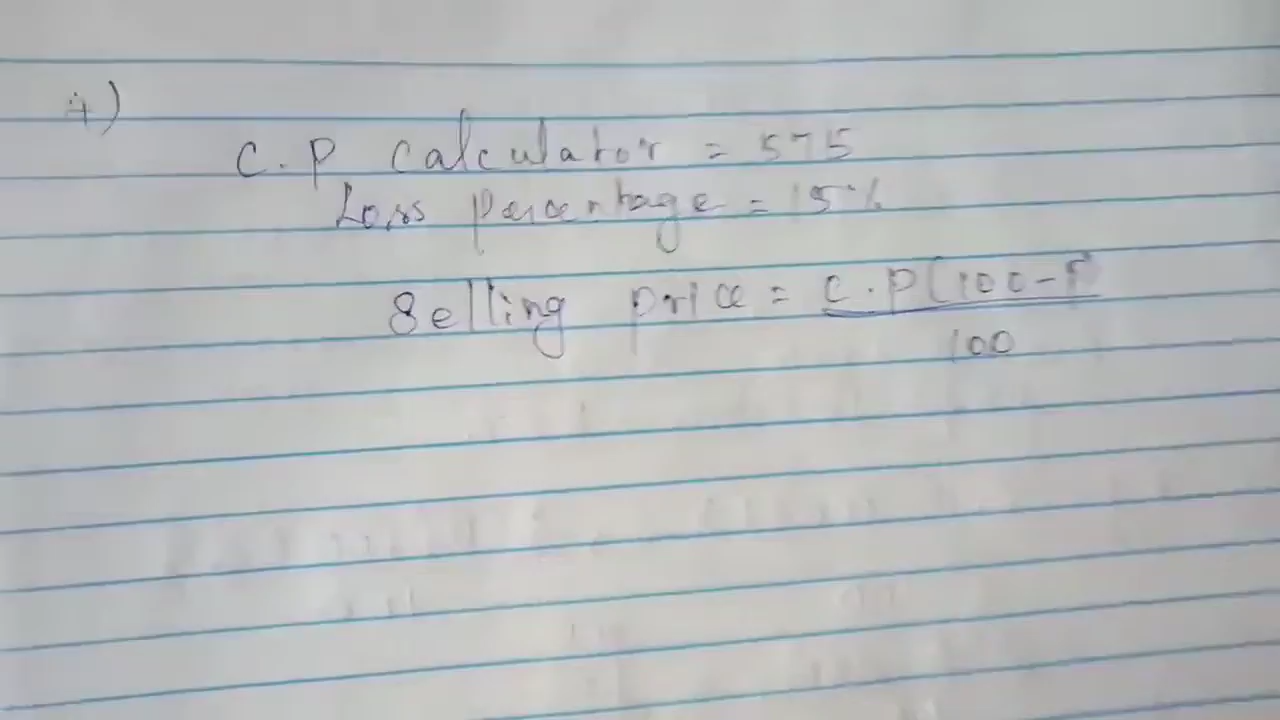 4)
C.P calculator = 575
Loss percentage = 15%
Selling price = C.P(100-
100